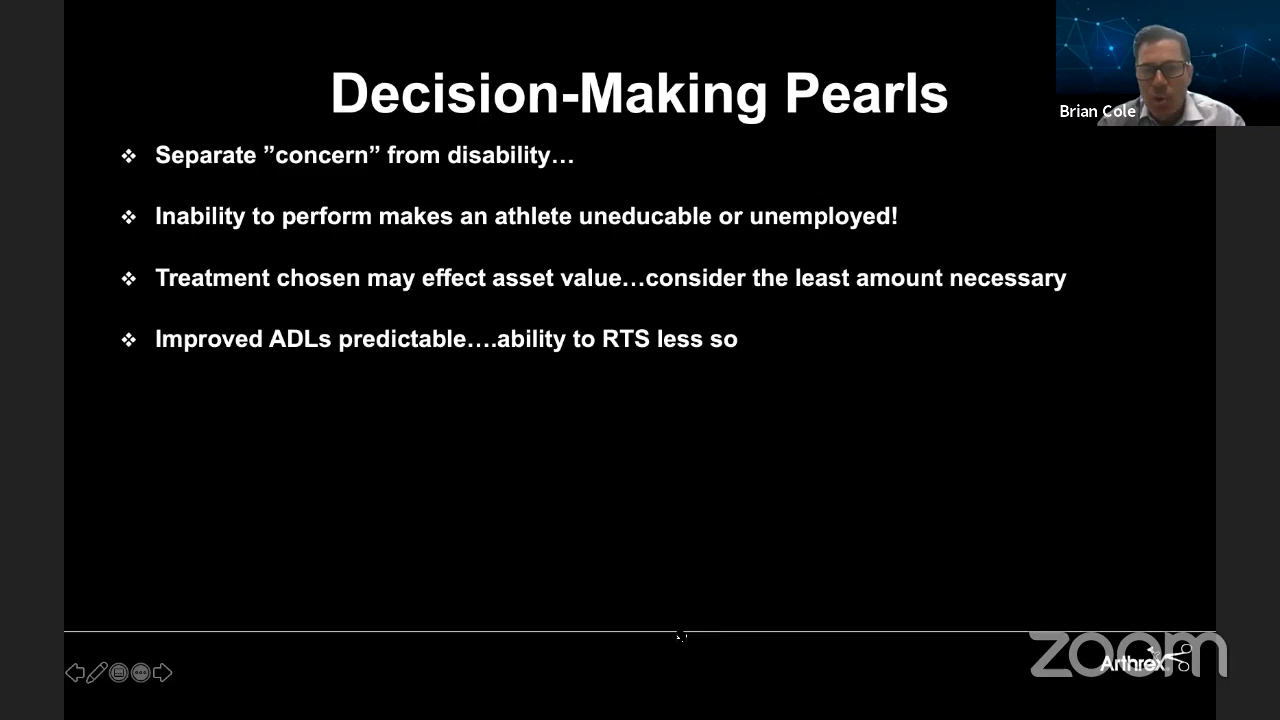 Decision-Making Pearls
Brian Cole
❖ Separate ”concern” from disability…
❖ Inability to perform makes an athlete uneducable or unemployed!
❖ Treatment chosen may effect asset value…consider the least amount necessary
❖ Improved ADLs predictable….ability to RTS less so
zoom
Arthrex